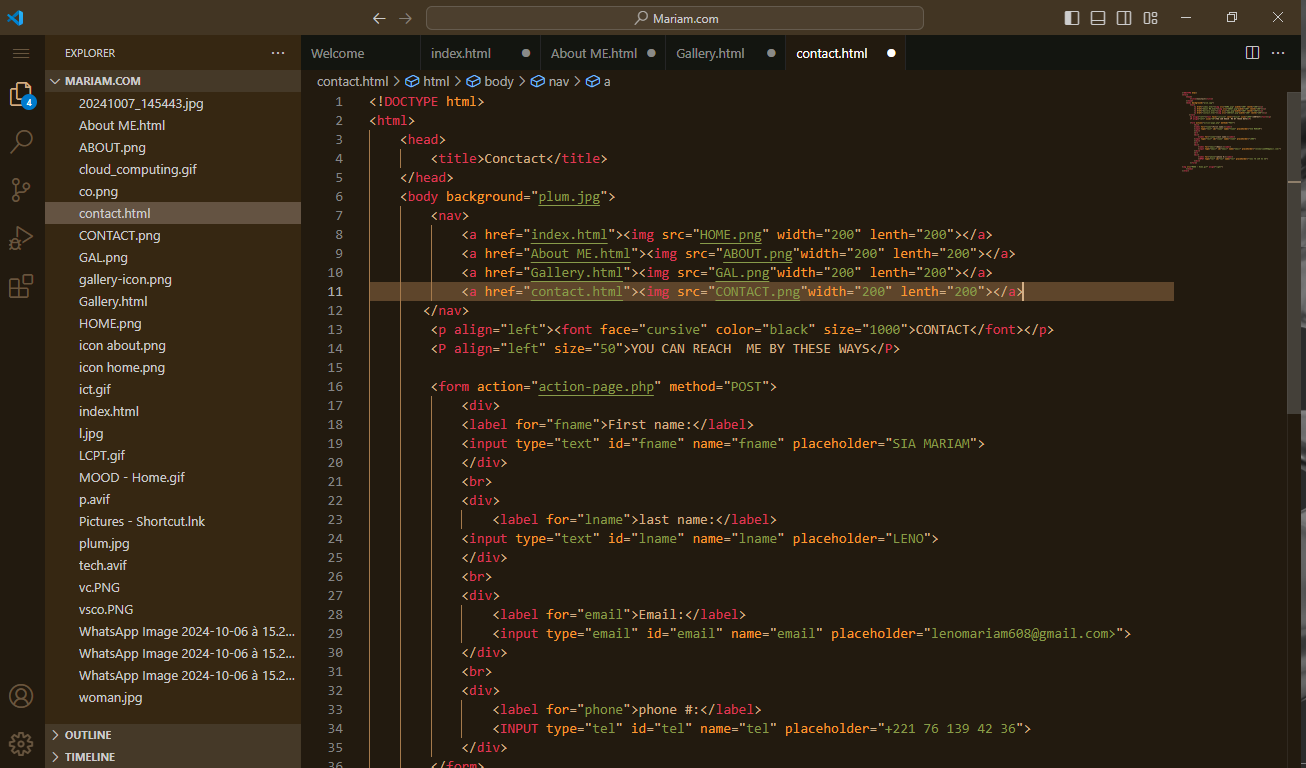 Mariam.com
EXPLORER
MARIAM.COM
20241007_145443.jpg
About ME.html
ABOUT.png
cloud_computing.gif
co.png
contact.html
CONTACT.png
GAL.png
gallery-icon.png
Gallery.html
HOME.png
icon about.png
icon home.png
ict.gif
index.html
l.jpg
LCPT.gif
MOOD - Home.gif
p.avif
Pictures - Shortcut.lnk
plum.jpg
tech.avif
vc.PNG
vsco.PNG
WhatsApp Image 2024-10-06 à 15.2...
WhatsApp Image 2024-10-06 à 15.2...
WhatsApp Image 2024-10-06 à 15.2...
woman.jpg
OUTLINE
TIMELINE
4
Welcome index.html About ME.html Gallery.html contact.html
contact.html > html > body > nav > a
1 <!DOCTYPE html>
2 <html>
3 <head>
4 <title>Conctact</title>
5 </head>
6 <body background="plum.jpg">
7 <nav>
8 <a href="index.html"><img src="HOME.png" width="200" lenth="200"></a>
9 <a href="About ME.html"><img src="ABOUT.png"width="200" lenth="200"></a>
10 <a href="Gallery.html"><img src="GAL.png"width="200" lenth="200"></a>
11 <a href="contact.html"><img src="CONTACT.png"width="200" lenth="200"></a>
12 </nav>
13 <p align="left"><font face="cursive" color="black" size="1000">CONTACT</font></p>
14 <P align="left" size="50">YOU CAN REACH  ME BY THESE WAYS</P>
15
16 <form action="action-page.php" method="POST">
17 <div>
18 <label for="fname">First name:</label>
19 <input type="text" id="fname" name="fname" placeholder="SIA MARIAM">
20 </div>
21 <br>
22 <div>
23 <label for="lname">last name:</label>
24 <input type="text" id="lname" name="lname" placeholder="LENO">
25 </div>
26 <br>
27 <div>
28 <label for="email">Email:</label>
29 <input type="email" id="email" name="email" placeholder="lenomariam608@gmail.com>">
30 </div>
31 <br>
32 <div>
33 <label for="phone">phone #:</label>
34 <INPUT type="tel" id="tel" name="tel" placeholder="+221 76 139 42 36">
35 </div>
36 </form>